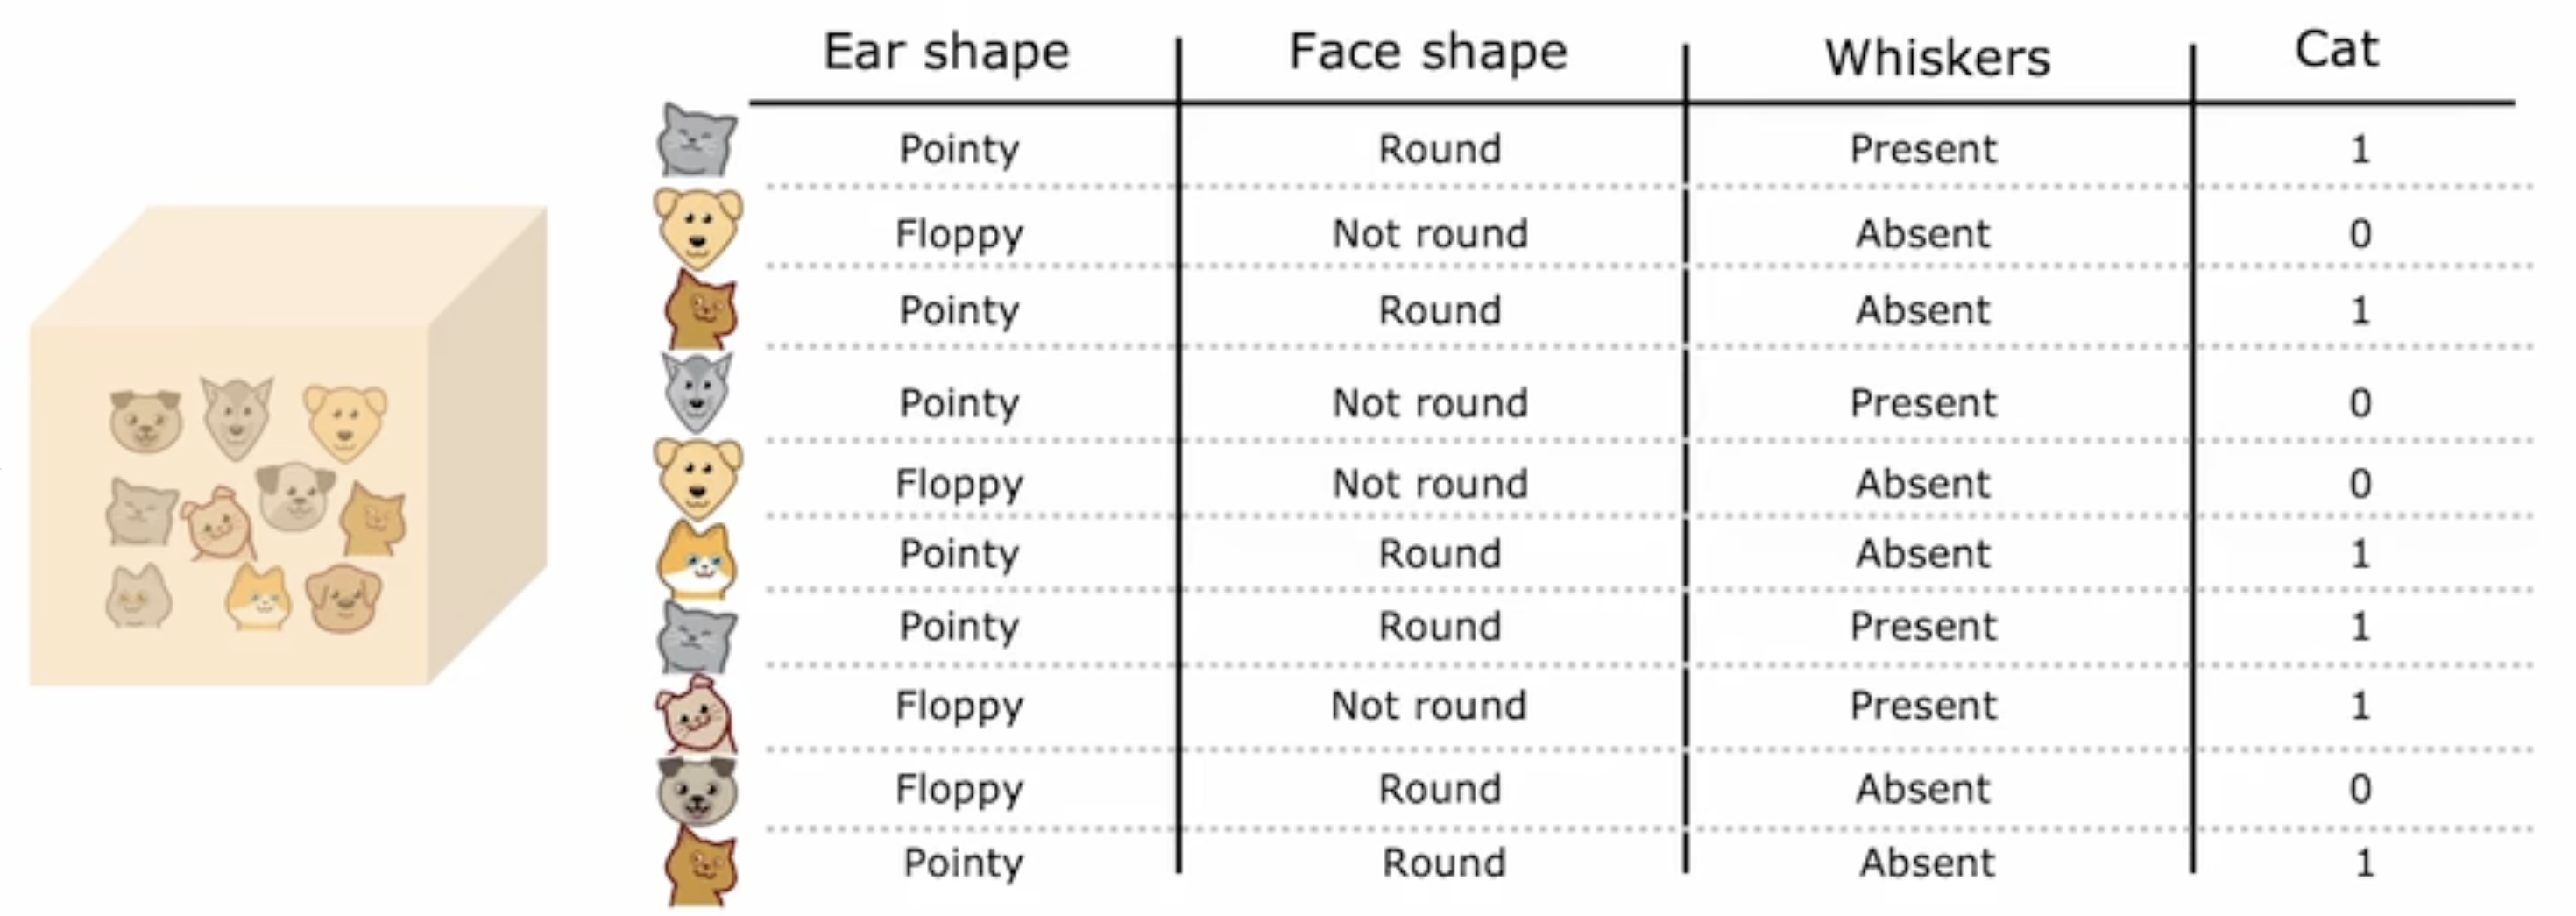 Ear shape Face shape Whiskers Cat
Pointy Round Present 1
Floppy Not round Absent 0
Pointy Round Absent 1
Pointy Not round Present 0
Floppy Not round Absent 0
Pointy Round Absent 1
Pointy Round Present 1
Floppy Not round Present 1
Floppy Round Absent 0
Pointy Round Absent 1